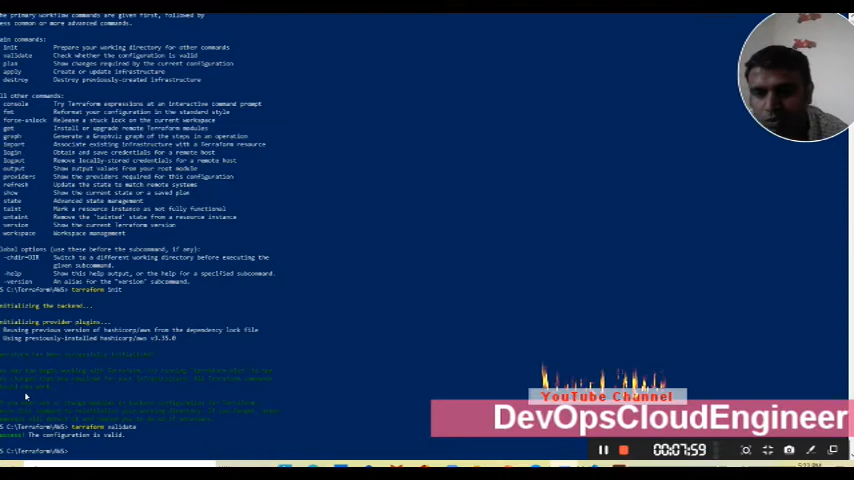 he primary workflow commands are given first, followed by
ess common or more advanced commands.
ain commands:
init Prepare your working directory for other commands
validate Check whether the configuration is valid
plan Show changes required by the current configuration
apply Create or update infrastructure
destroy Destroy previously-created infrastructure
ll other commands:
console Try Terraform expressions at an interactive command prompt
fmt Reformat your configuration in the standard style
force-unlock Release a stuck lock on the current workspace
get Install or upgrade remote Terraform modules
graph Generate a Graphviz graph of the steps in an operation
import Associate existing infrastructure with a Terraform resource
login Obtain and save credentials for a remote host
logout Remove locally-stored credentials for a remote host
output Show output values from your root module
providers Show the providers required for this configuration
refresh Update the state to match remote systems
show Show the current state or a saved plan
state Advanced state management
taint Mark a resource instance as not fully functional
untaint Remove the 'tainted' state from a resource instance
version Show the current Terraform version
workspace Workspace management
lobal options (use these before the subcommand, if any):
-chdir=DIR Switch to a different working directory before executing the
given subcommand.
-help Show this help output, or the help for a specified subcommand.
-version An alias for the "version" subcommand.
S C:\Terraform\AWS> terraform init
nitializing the backend...
nitializing provider plugins...
Reusing previous version of hashicorp/aws from the dependency lock file
Using previously-installed hashicorp/aws v3.35.0
S C:\Terraform\AWS> terraform validate
uccess! The configuration is valid.
S C:\Terraform\AWS>
YouTube Channel
DevOpsCloudEngineer
00:07:59